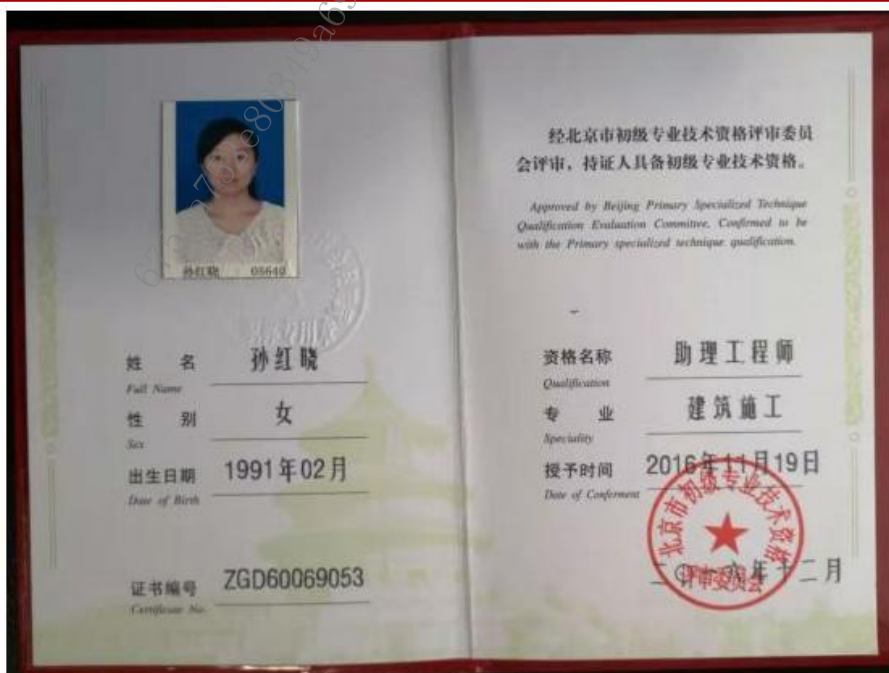 孙红晓 05640
姓 名 孙红晓
Full Name
性 别 女
Sex
出生日期 1991年02月
Date of Birth
证书编号 ZGD60069053
Certificate No.
经北京市初级专业技术资格评审委员
会评审，持证人具备初级专业技术资格。
Approved by Beijing Primary Specialized Technique
Qualification Evaluation Committee, Confirmed to be
with the Primary specialized technique qualification.
资格名称 助理工程师
Qualification
专 业 建筑施工
Speciality
授予时间 2016年11月19日
Date of Conferment
北京市初级专业技术资格
评审委员会
二〇一六年十二月